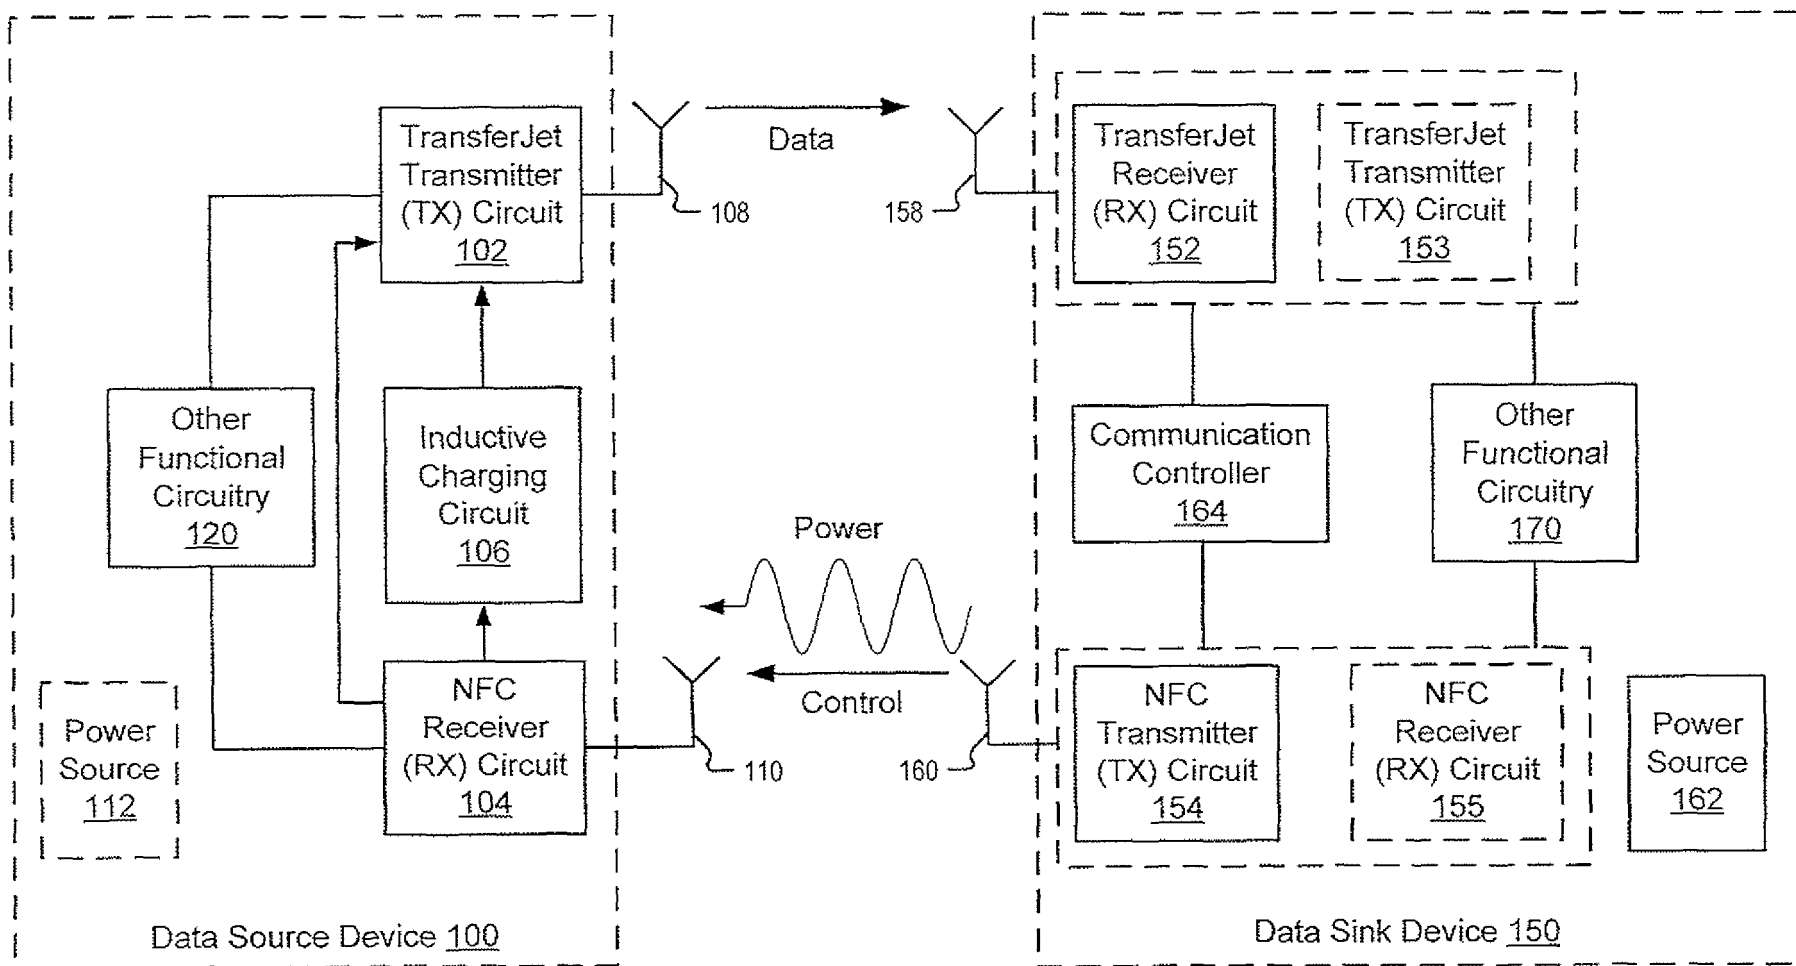 TransferJet
Transmitter
(TX) Circuit
102
108
Data
158
TransferJet
Receiver
(RX) Circuit
152
TransferJet
Transmitter
(TX) Circuit
153
Other
Functional
Circuitry
120
Inductive
Charging
Circuit
106
Communication
Controller
164
Other
Functional
Circuitry
170
Power
Control
Power
Source
112
NFC
Receiver
(RX) Circuit
104
110
160
NFC
Transmitter
(TX) Circuit
154
NFC
Receiver
(RX) Circuit
155
Power
Source
162
Data Source Device 100
Data Sink Device 150